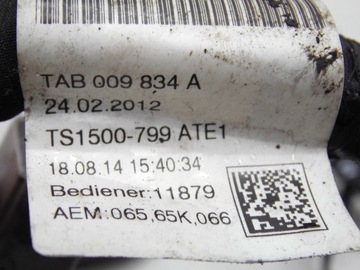 TAB 009 834 A
24.02.2012
TS1500-799 ATE1
18.08.14 15:40:34
Bediener:11879
AEM:065,65K,066